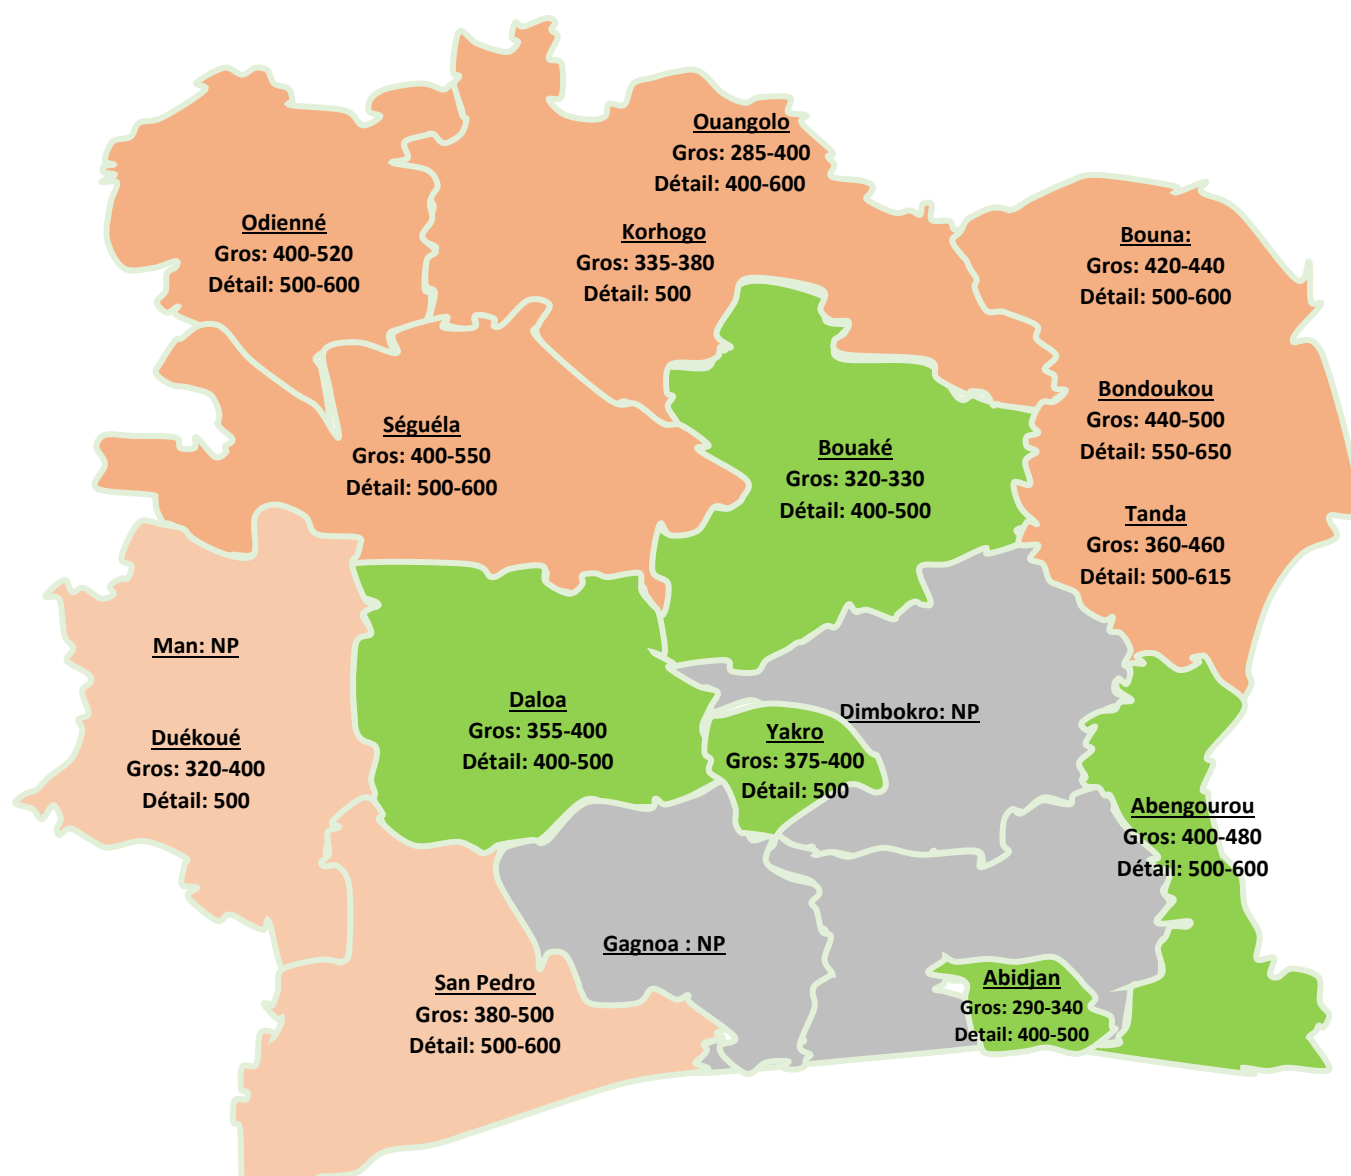 Ouangolo
Gros: 285-400
Détail: 400-600
Odienné
Gros: 400-520
Détail: 500-600
Korhogo
Gros: 335-380
Détail: 500
Bouna:
Gros: 420-440
Détail: 500-600
Bondoukou
Gros: 440-500
Détail: 550-650
Séguéla
Gros: 400-550
Détail: 500-600
Bouaké
Gros: 320-330
Détail: 400-500
Tanda
Gros: 360-460
Détail: 500-615
Man: NP
Duékoué
Gros: 320-400
Détail: 500
Daloa
Gros: 355-400
Détail: 400-500
Dimbokro: NP
Yakro
Gros: 375-400
Détail: 500
Abengourou
Gros: 400-480
Détail: 500-600
Gagnoa : NP
San Pedro
Gros: 380-500
Détail: 500-600
Abidjan
Gros: 290-340
Detail: 400-500